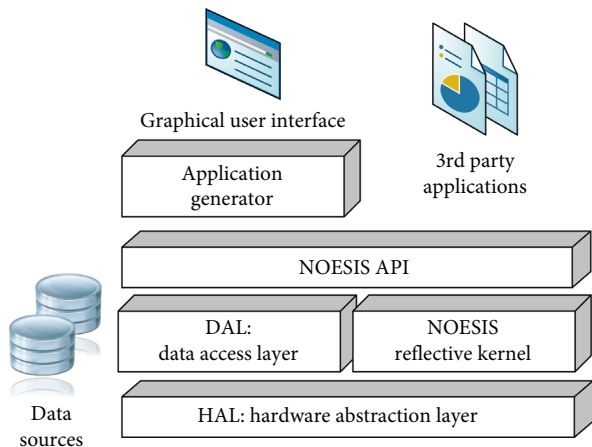 Graphical user interface
3rd party
applications
Application
generator
NOESIS API
DAL:
data access layer
NOESIS
reflective kernel
Data
sources
HAL: hardware abstraction layer